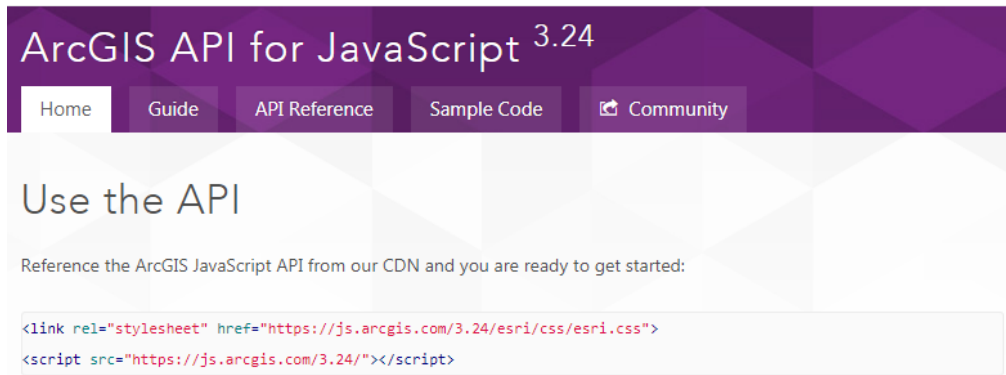 ArcGIS API for JavaScript 3.24
Home Guide API Reference Sample Code Community
Use the API
Reference the ArcGIS JavaScript API from our CDN and you are ready to get started:
<link rel="stylesheet" href="https://js.arcgis.com/3.24/esri/css/esri.css">
<script src="https://js.arcgis.com/3.24/"></script>